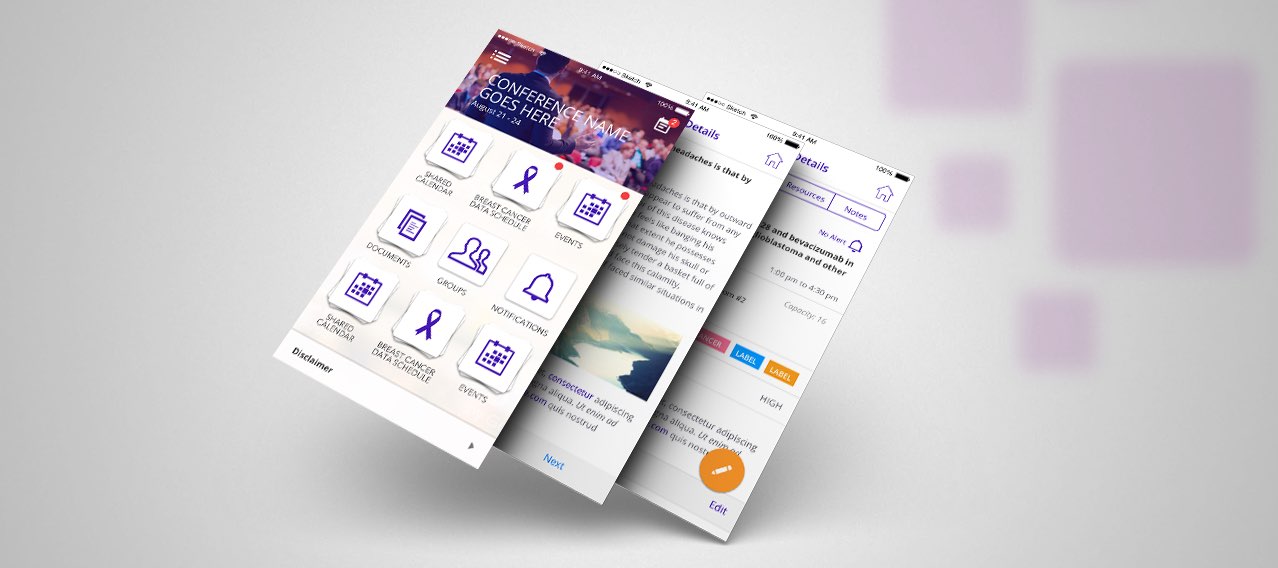 Sketch
9:41 AM
100%
CONFERENCE NAME
GOES HERE
August 21 - 24
2
SHARED
CALENDAR
BREAST CANCER
DATA SCHEDULE
EVENTS
DOCUMENTS
GROUPS
NOTIFICATIONS
SHARED
CALENDAR
BREAST CANCER
DATA SCHEDULE
EVENTS
Disclaimer
Sketch
9:41 AM
100%
Details
headaches is that by
headaches is that by outward
appear to suffer from any
of this disease knows
feels like banging his
extent he possesses
damage his skull or
tender a basket full of
face this calamity.
faced similar situations in
consectetur adipiscing
magna aliqua. Ut enim ad
com quis nostrud
Next
Sketch
9:41 AM
100%
Details
Resources
Notes
No Alert
28 and bevacizumab in
glioblastoma and other
1:00 pm to 4:30 pm
#2
Capacity: 16
LABEL
LABEL
HIGH
consectetur adipiscing
aliqua. Ut enim ad
com quis
Edit